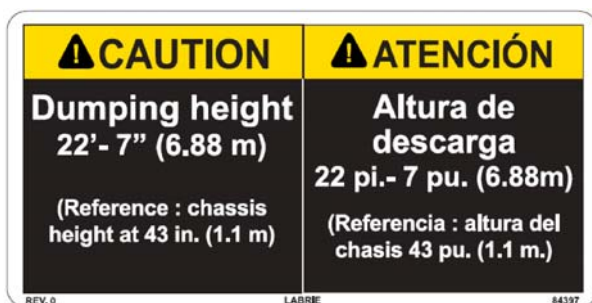 CAUTION
Dumping height
22’- 7” (6.88 m)
(Reference : chassis
height at 43 in. (1.1 m)
ATENCIÓN
Altura de
descarga
22 pi.- 7 pu. (6.88m)
(Referencia : altura del
chasis 43 pu. (1.1 m.)
REV. 0
LABRIE
84397